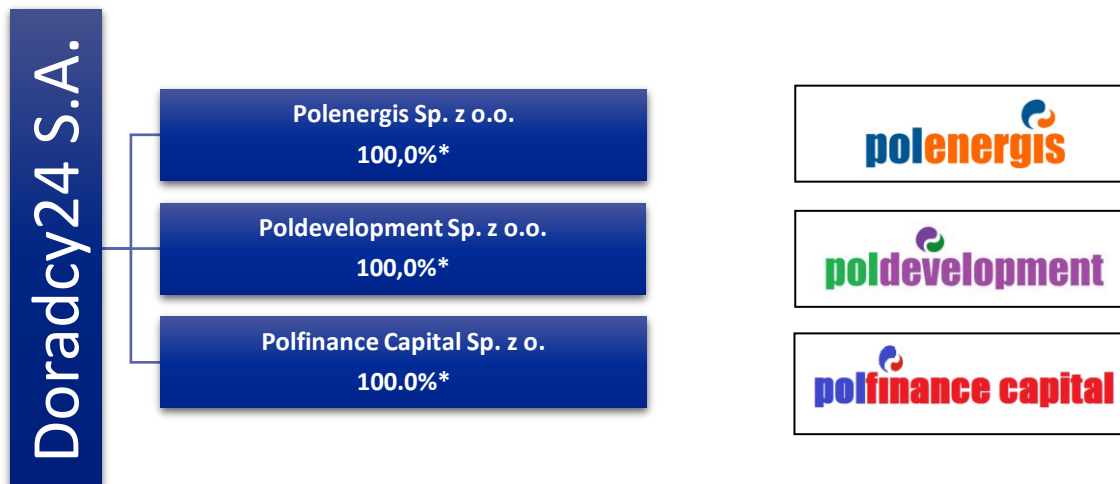 Doradcy24 S.A.
Polenergis Sp. z o.o.
100,0%*
Poldevelopment Sp. z o.o.
100,0%*
Polfinance Capital Sp. z o.
100.0%*
polenergis
poldevelopment
polfinance capital